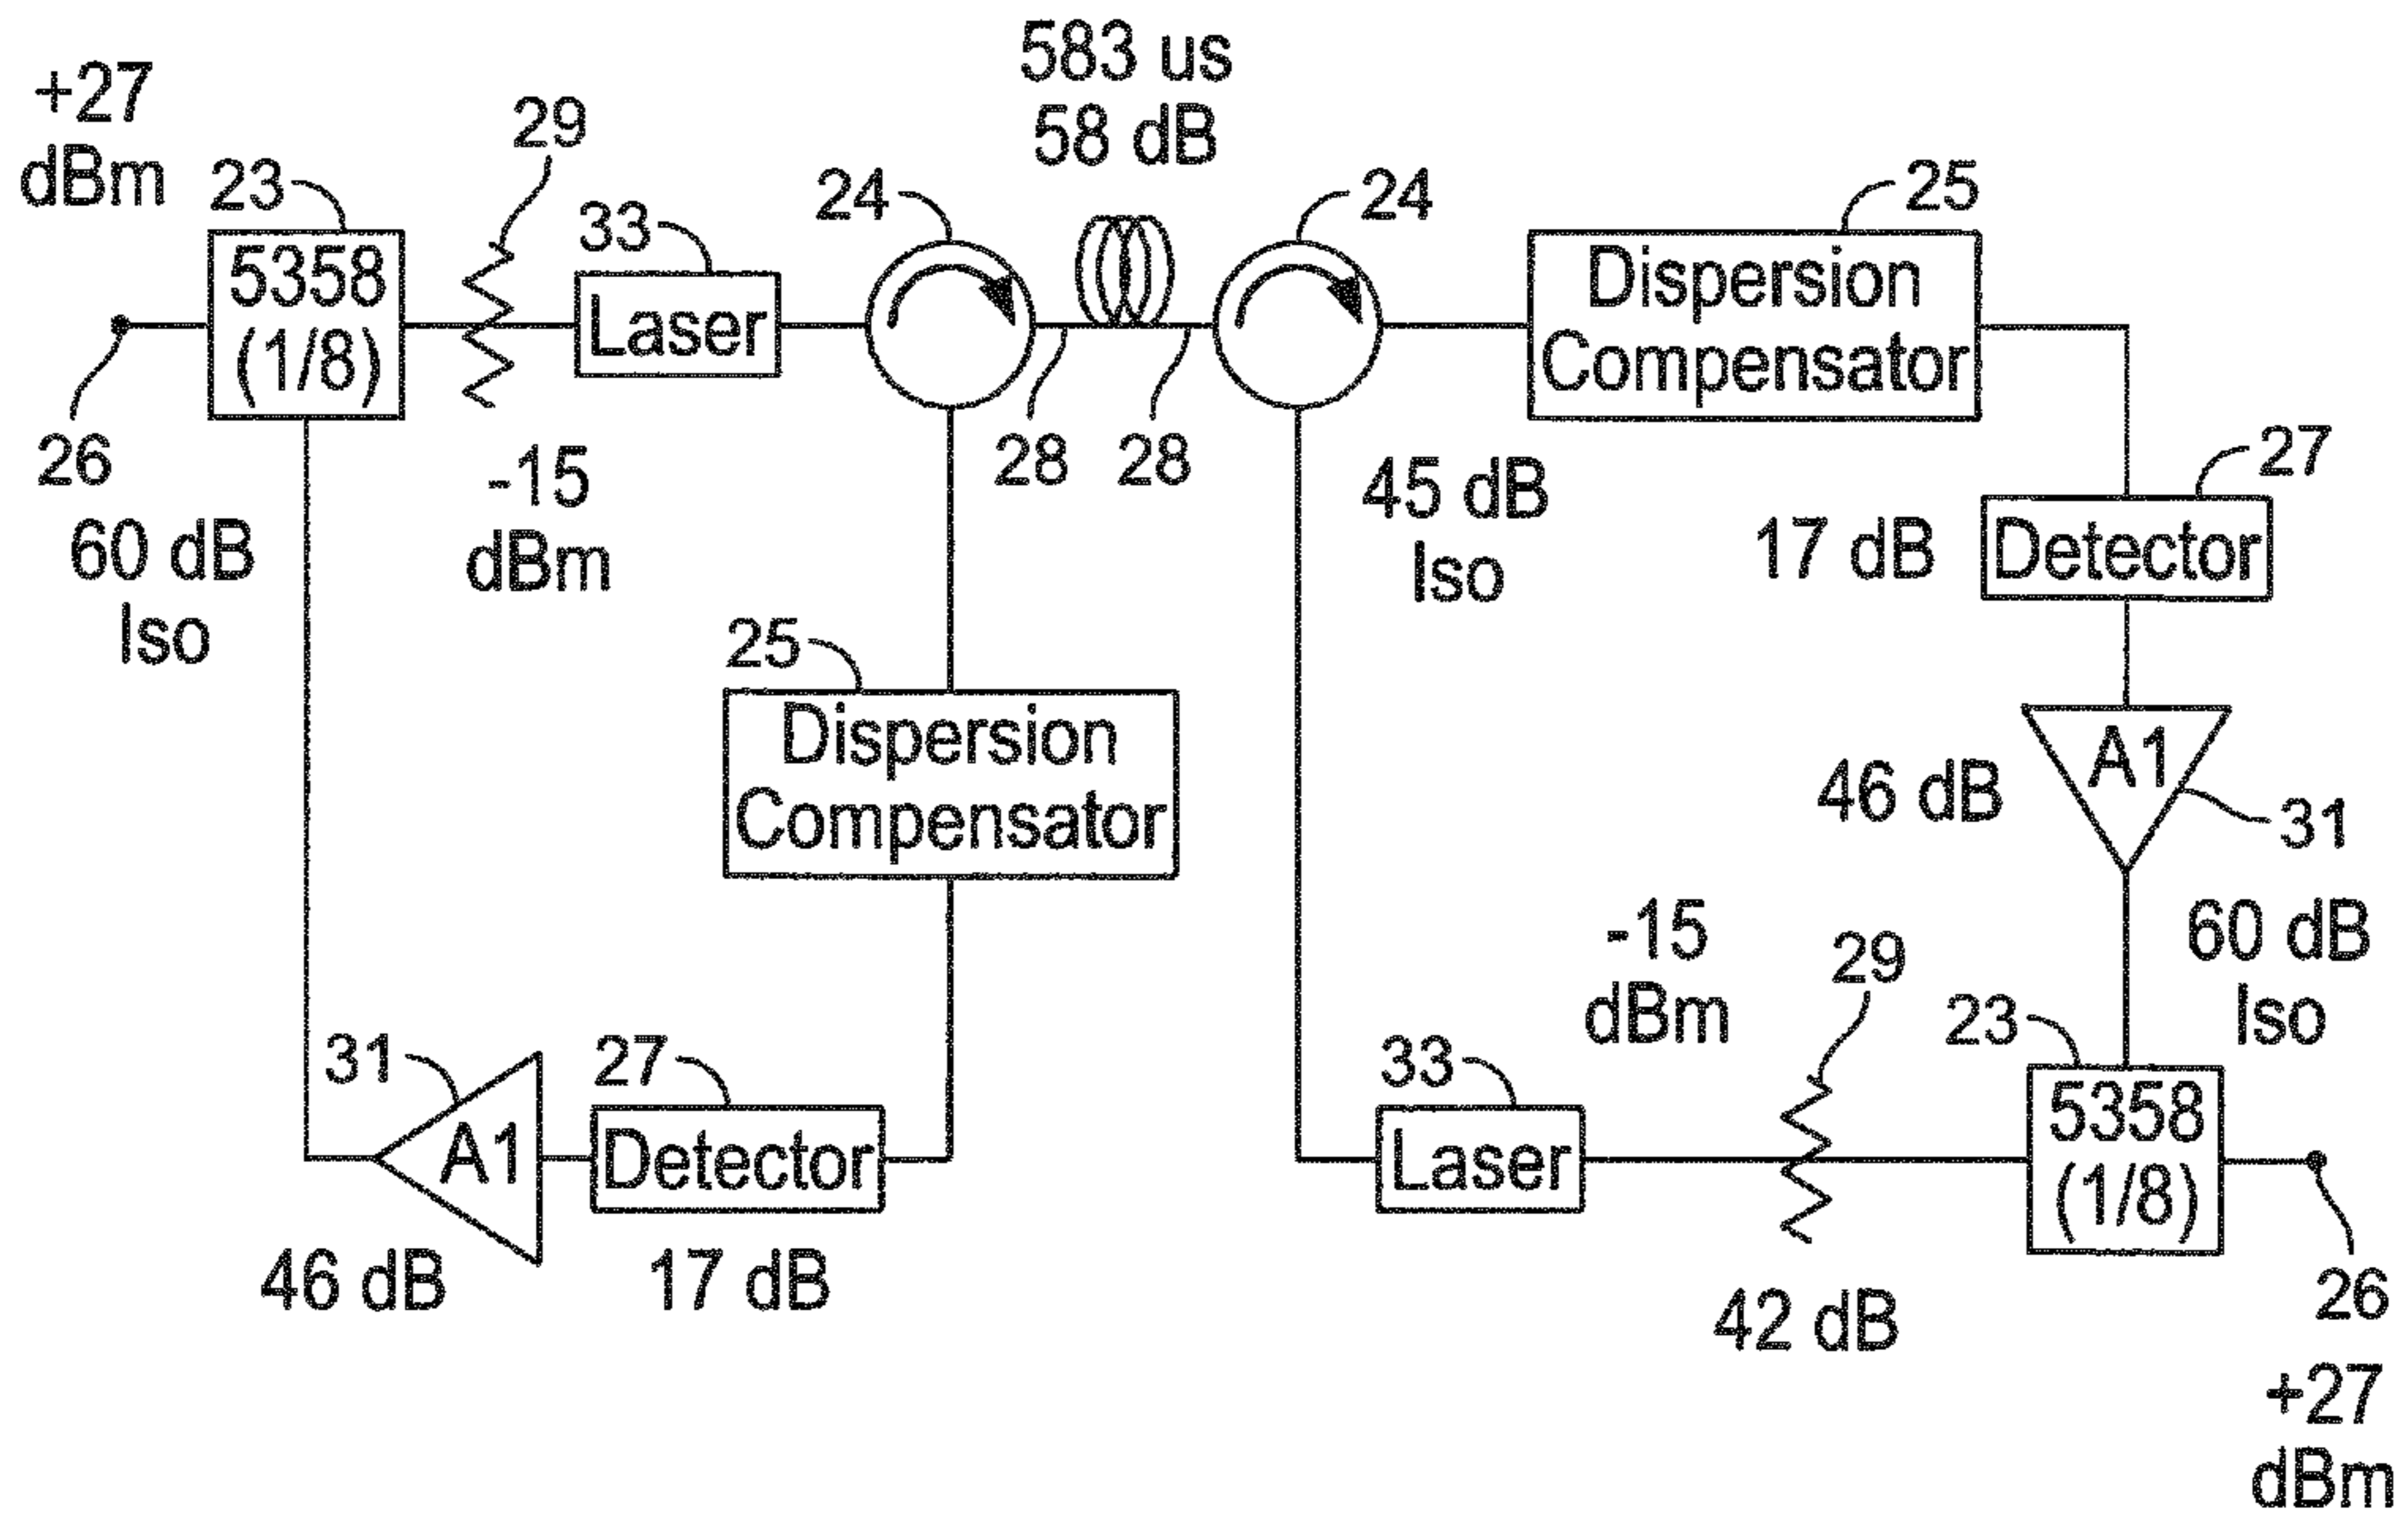 583 us
58 dB
+27
dBm
23
29
33
24
24
25
5358
(1/8)
Laser
Dispersion
Compensator
26
28
28
27
60 dB
Iso
-15
dBm
45 dB
Iso
17 dB
Detector
25
Dispersion
Compensator
46 dB
A1
31
-15
dBm
29
60 dB
Iso
23
31
27
33
A1
Detector
Laser
5358
(1/8)
46 dB
17 dB
42 dB
26
+27
dBm